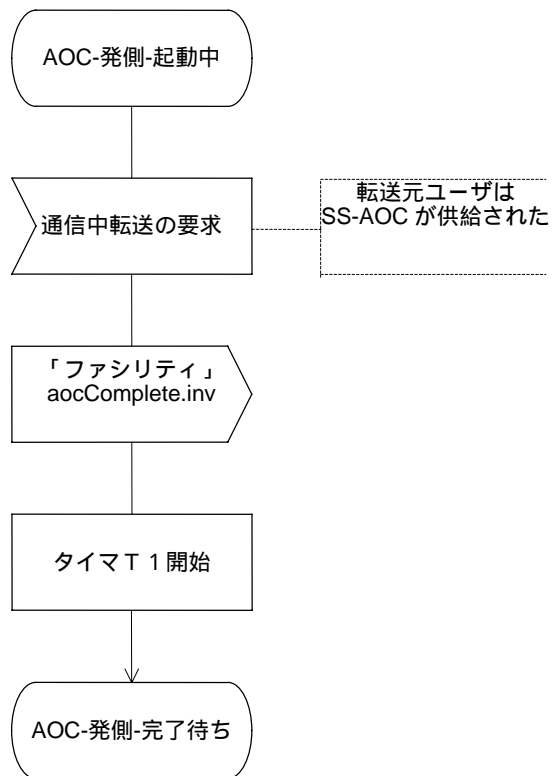 AOC-発側-起動中
通信中転送の要求
転送元ユーザは
SS-AOC が供給された
「ファシリティ」
aocComplete.inv
タイマT１開始
AOC-発側-完了待ち